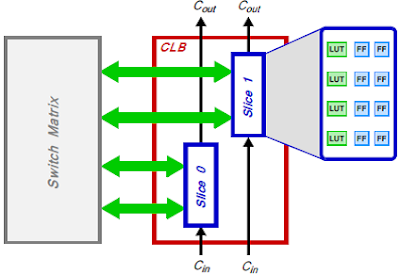 Cout Cout
CLB
Switch Matrix
Slice 1
Slice 0
LUT FF FF
LUT FF FF
LUT FF FF
LUT FF FF
Cin Cin